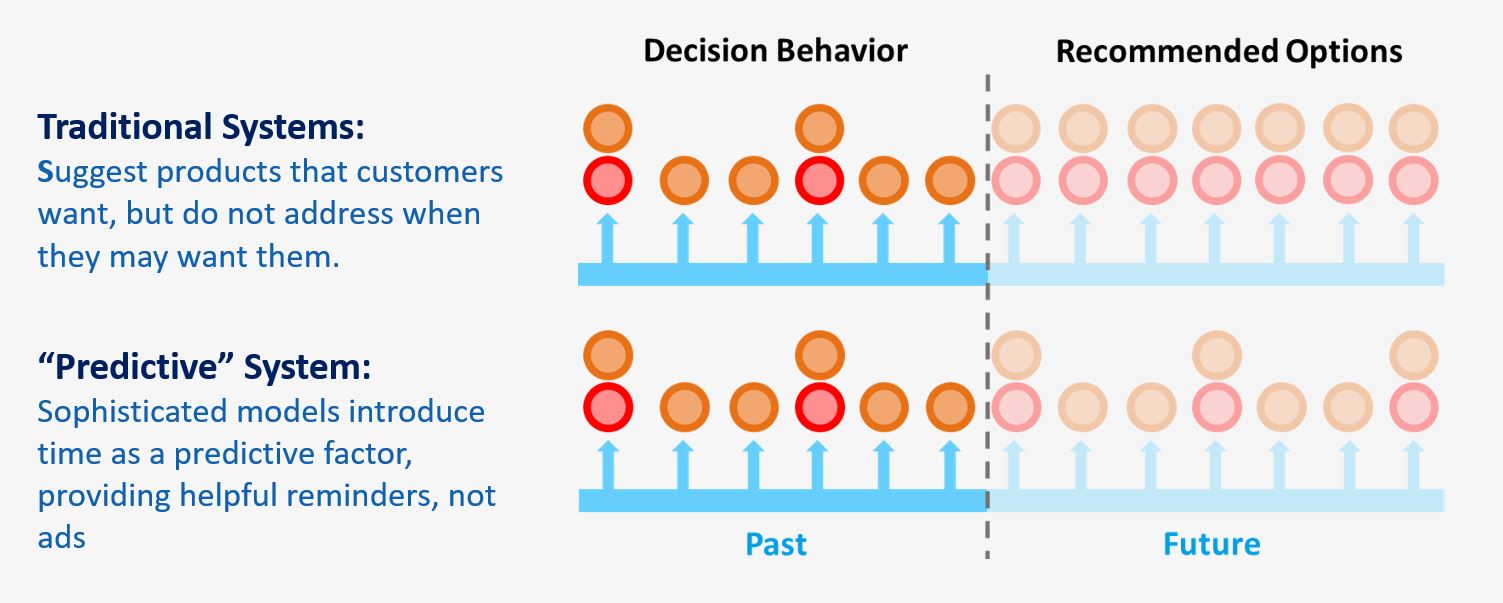 Decision Behavior
Recommended Options
Traditional Systems:
Suggest products that customers
want, but do not address when
they may want them.
“Predictive” System:
Sophisticated models introduce
time as a predictive factor,
providing helpful reminders, not
ads
Past
Future